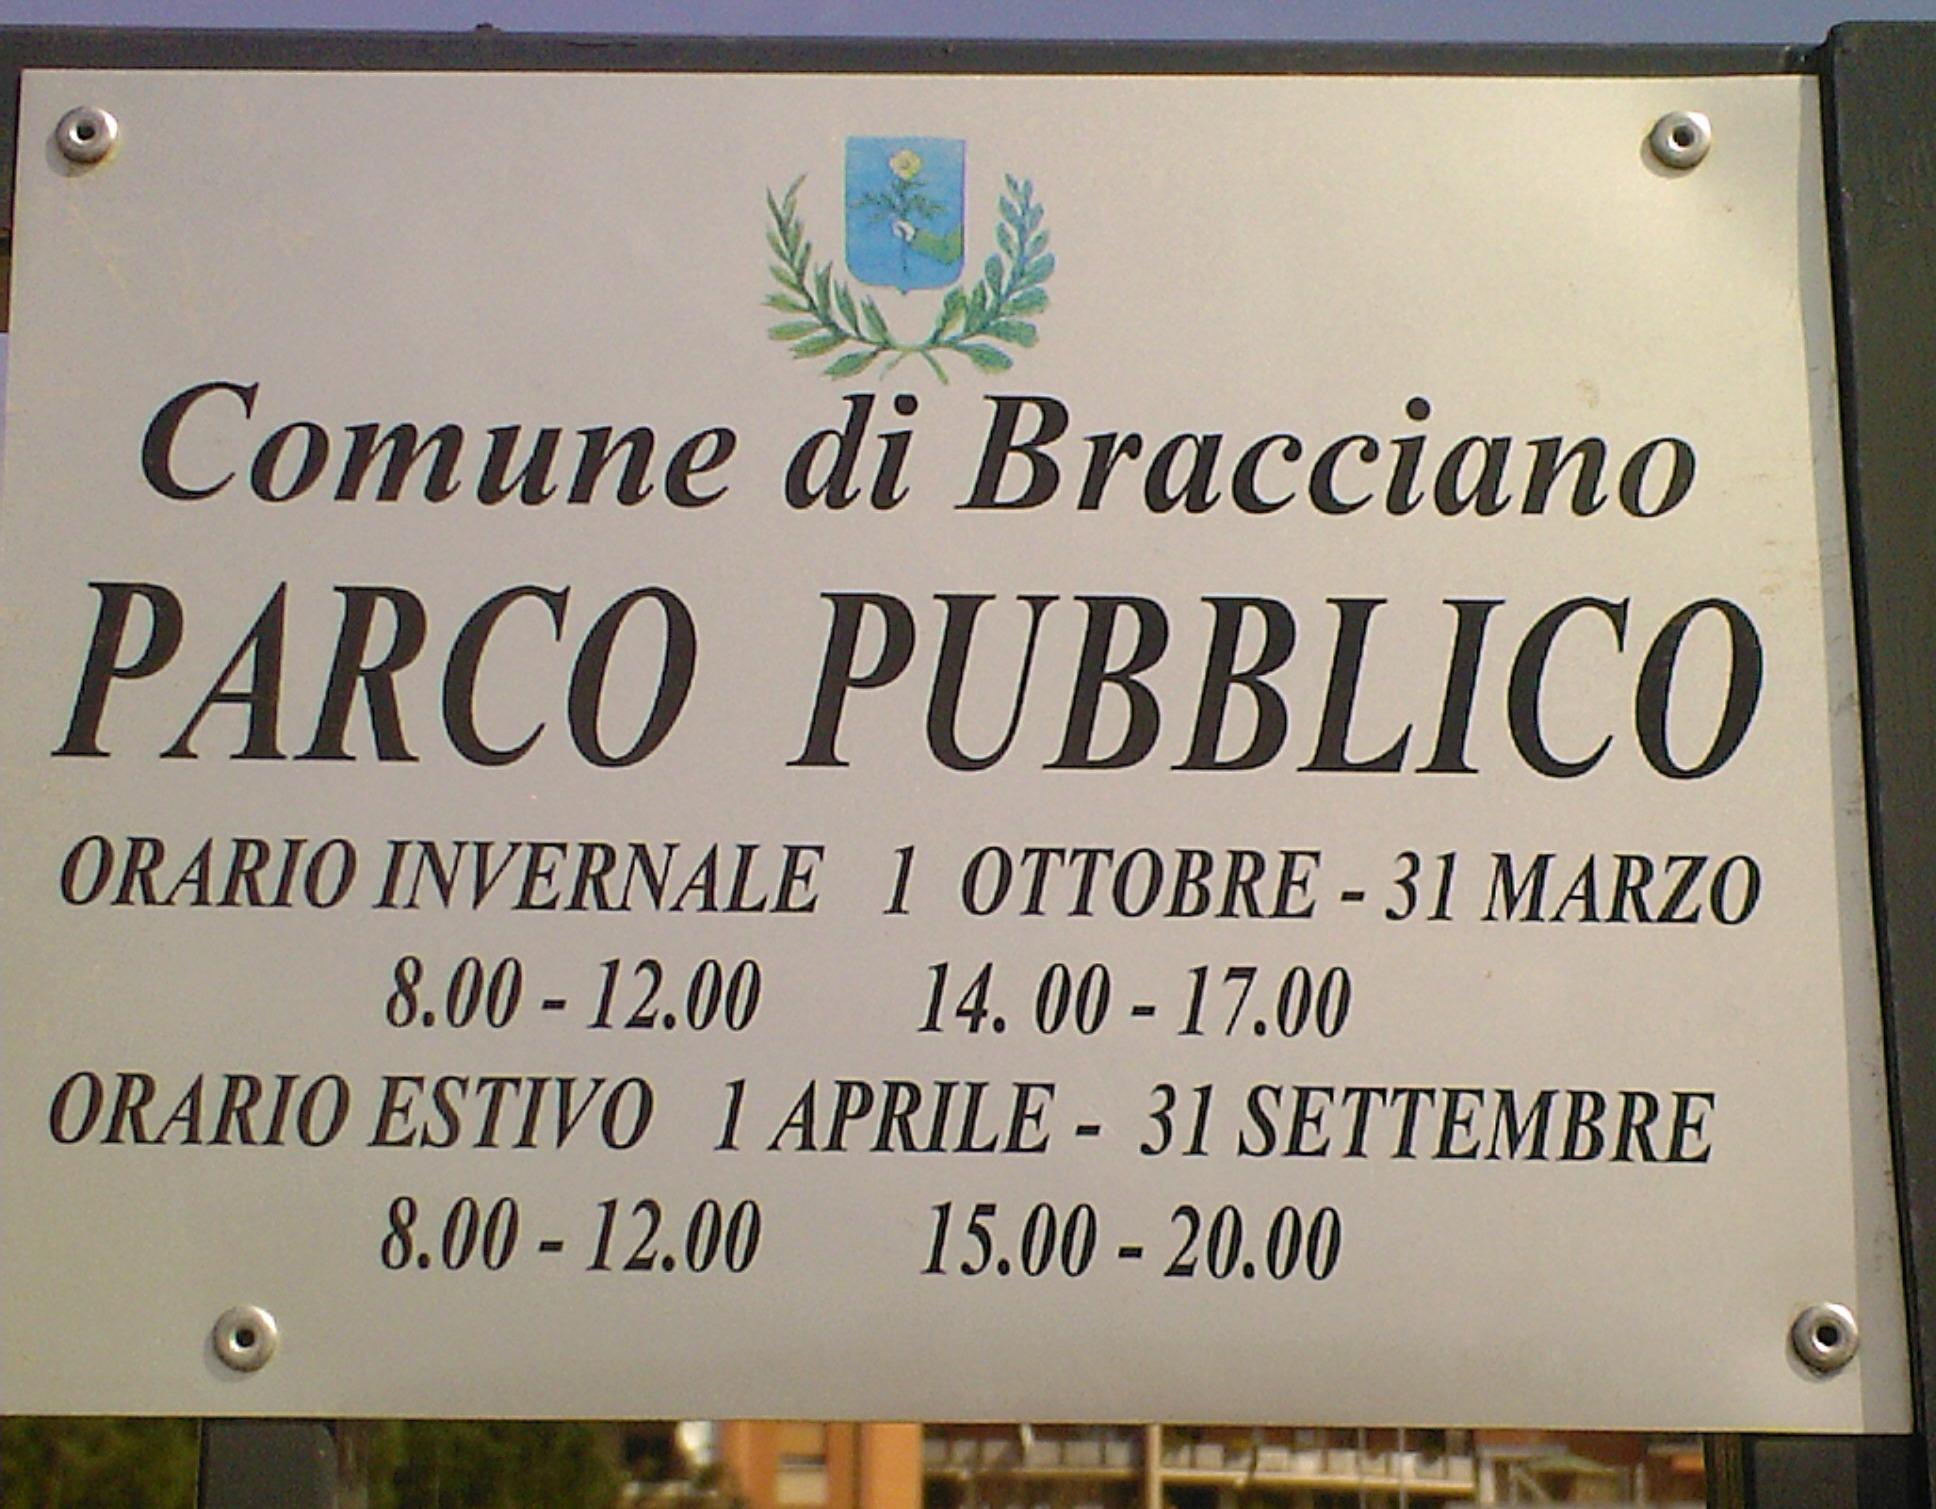 Comune di Bracciano
PARCO PUBBLICO
ORARIO INVERNALE 1 OTTOBRE - 31 MARZO
8.00 - 12.00 14. 00 - 17.00
ORARIO ESTIVO 1 APRILE - 31 SETTEMBRE
8.00 - 12.00 15.00 - 20.00